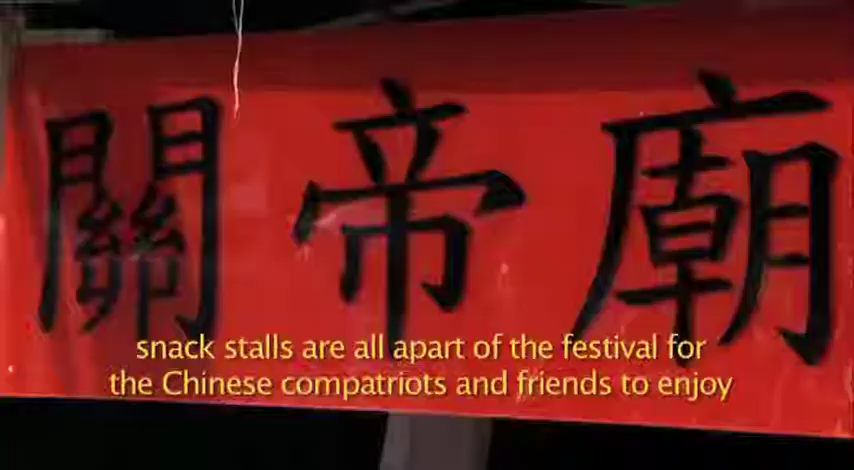 關帝廟
snack stalls are all apart of the festival for
the Chinese compatriots and friends to enjoy